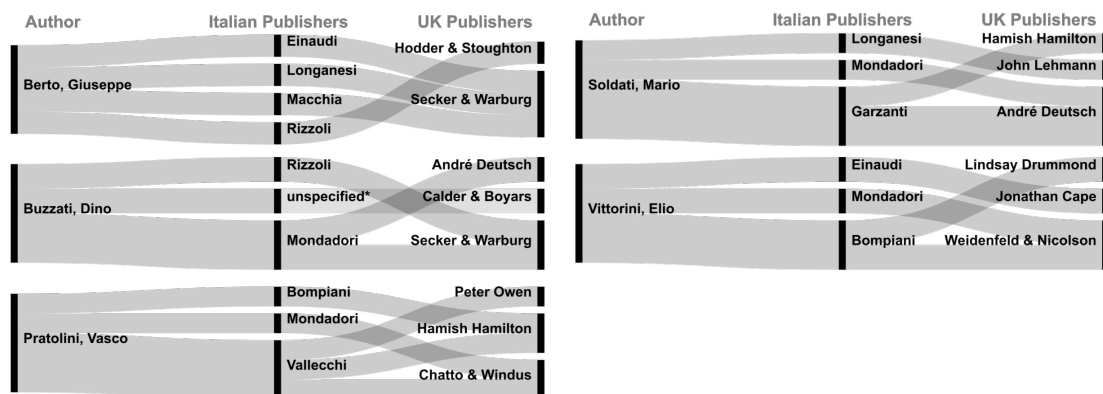 Author Italian Publishers UK Publishers
Berto, Giuseppe
Einaudi
Longanesi
Macchia
Rizzoli
Hodder & Stoughton
Secker & Warburg
Buzzati, Dino
Rizzoli
unspecified*
Mondadori
André Deutsch
Calder & Boyars
Secker & Warburg
Pratolini, Vasco
Bompiani
Mondadori
Vallecchi
Peter Owen
Hamish Hamilton
Chatto & Windus
Author Italian Publishers UK Publishers
Soldati, Mario
Longanesi
Mondadori
Garzanti
Hamish Hamilton
John Lehmann
André Deutsch
Vittorini, Elio
Einaudi
Mondadori
Bompiani
Lindsay Drummond
Jonathan Cape
Weidenfeld & Nicolson